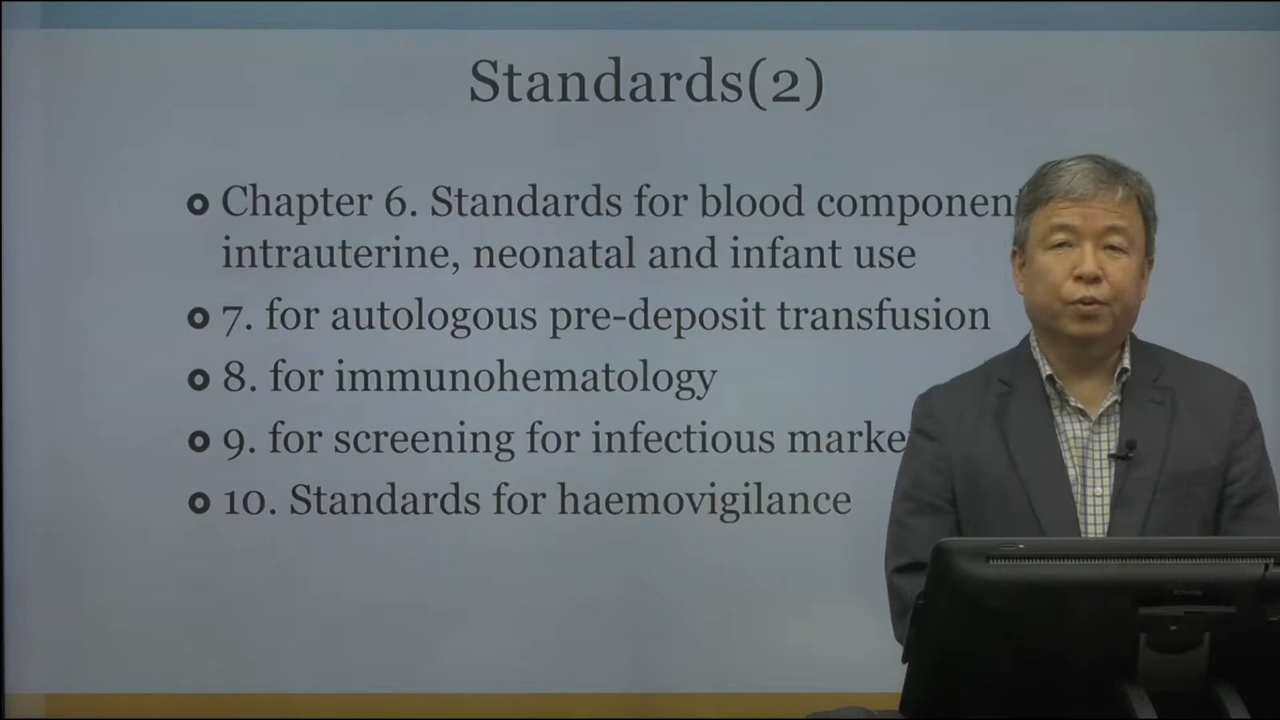 Standards(2)
Chapter 6. Standards for blood componen
intrauterine, neonatal and infant use
7. for autologous pre-deposit transfusion
8. for immunohematology
9. for screening for infectious marke
10. Standards for haemovigilance